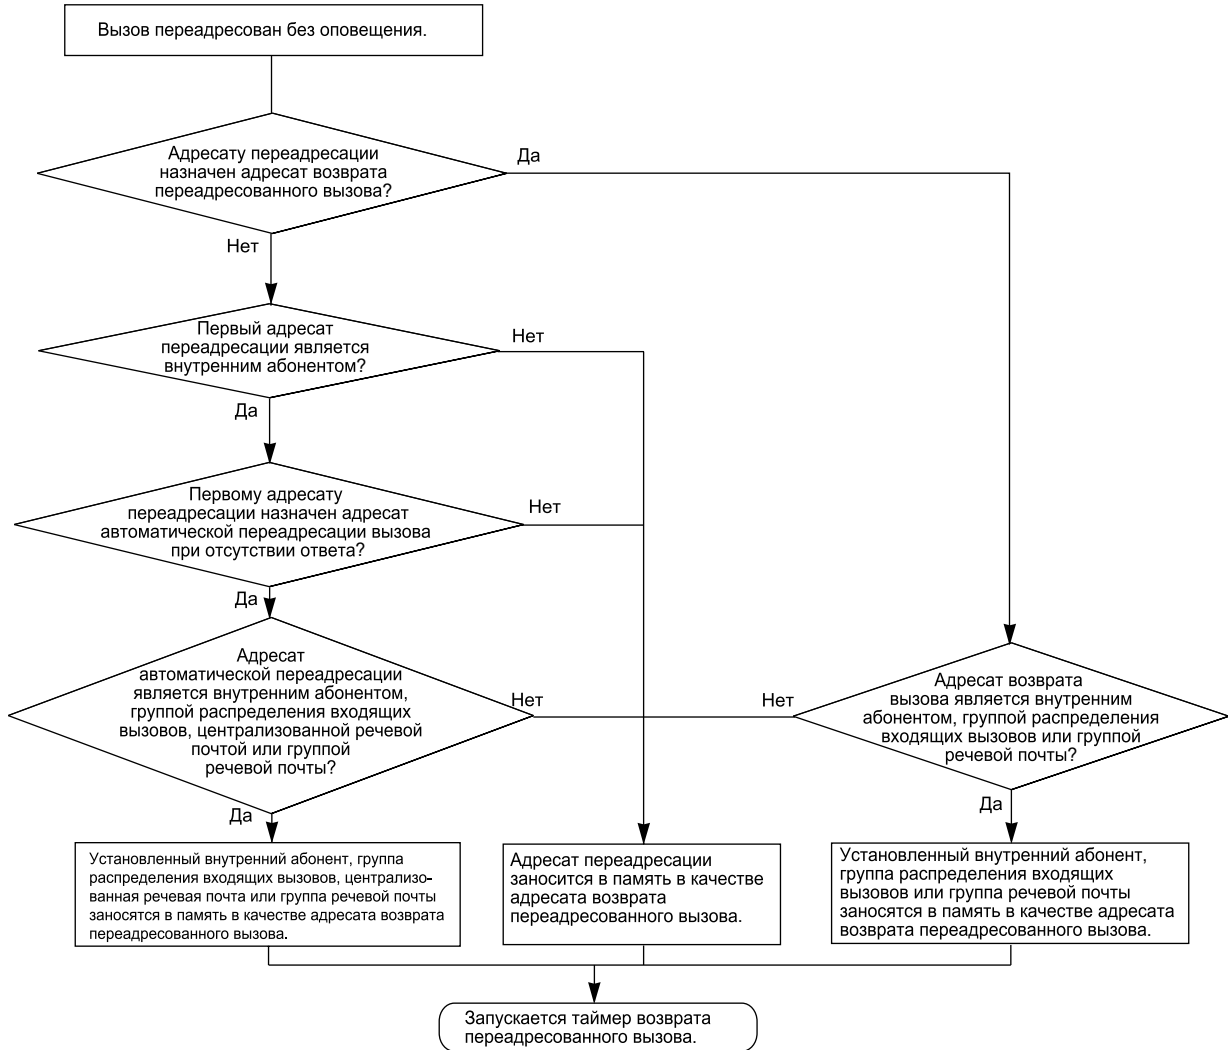 Вызов переадресован без оповещения.
Адресату переадресации
назначен адресат возврата
переадресованного вызова?
Да
Нет
Первый адресат
переадресации является
внутренним абонентом?
Нет
Да
Первому адресату
переадресации назначен адресат
автоматической переадресации вызова
при отсутствии ответа?
Нет
Да
Адресат
автоматической переадресации
является внутренним абонентом,
группой распределения входящих
вызовов, централизованной речевой
почтой или группой
речевой почты?
Нет
Нет
Адресат возврата
вызова является внутренним
абонентом, группой распределения
входящих вызовов или группой
речевой почты?
Да
Да
Установленный внутренний абонент, группа
распределения входящих вызовов, централизо-
ванная речевая почта или группа речевой почты
заносятся в память в качестве адресата возврата
переадресованного вызова.
Адресат переадресации
заносится в память в качестве
адресата возврата
переадресованного вызова.
Установленный внутренний абонент,
группа распределения входящих
вызовов или группа речевой почты
заносятся в память в качестве адресата
возврата переадресованного вызова.
Запускается таймер возврата
переадресованного вызова.